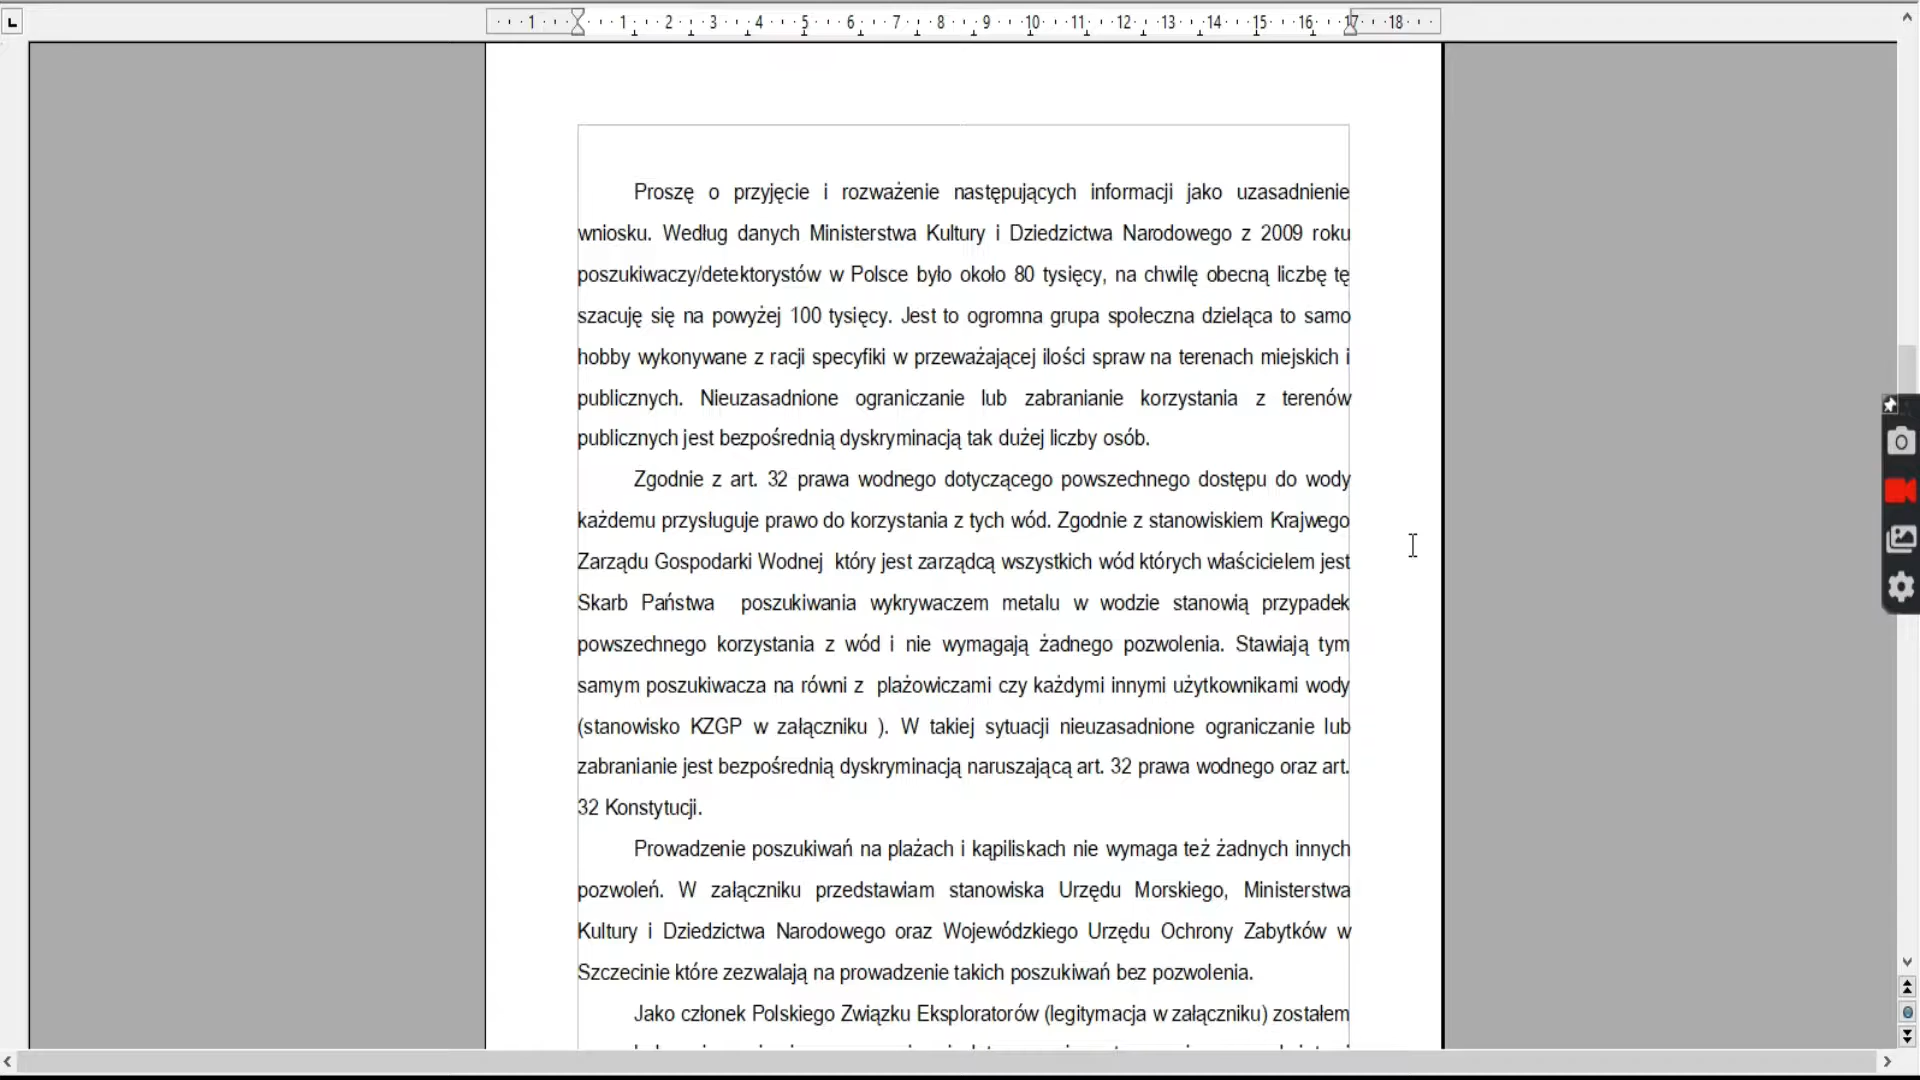 1 1 2 3 4 5 6 7 8 9 10 11 12 13 14 15 16 17 18
Proszę o przyjęcie i rozważenie następujących informacji jako uzasadnienie
wniosku. Według danych Ministerstwa Kultury i Dziedzictwa Narodowego z 2009 roku
poszukiwaczy/detektorystów w Polsce było około 80 tysięcy, na chwilę obecną liczbę tę
szacuję się na powyżej 100 tysięcy. Jest to ogromna grupa społeczna dzieląca to samo
hobby wykonywane z racji specyfiki w przeważającej ilości spraw na terenach miejskich i
publicznych. Nieuzasadnione ograniczanie lub zabranianie korzystania z terenów
publicznych jest bezpośrednią dyskryminacją tak dużej liczby osób.
Zgodnie z art. 32 prawa wodnego dotyczącego powszechnego dostępu do wody
każdemu przysługuje prawo do korzystania z tych wód. Zgodnie z stanowiskiem Krajwego
Zarządu Gospodarki Wodnej który jest zarządcą wszystkich wód których właścicielem jest
Skarb Państwa poszukiwania wykrywaczem metalu w wodzie stanowią przypadek
powszechnego korzystania z wód i nie wymagają żadnego pozwolenia. Stawiają tym
samym poszukiwacza na równi z plażowiczami czy każdymi innymi użytkownikami wody
(stanowisko KZGP w załączniku ). W takiej sytuacji nieuzasadnione ograniczanie lub
zabranianie jest bezpośrednią dyskryminacją naruszającą art. 32 prawa wodnego oraz art.
32 Konstytucji.
Prowadzenie poszukiwań na plażach i kąpiliskach nie wymaga też żadnych innych
pozwoleń. W załączniku przedstawiam stanowiska Urzędu Morskiego, Ministerstwa
Kultury i Dziedzictwa Narodowego oraz Wojewódzkiego Urzędu Ochrony Zabytków w
Szczecinie które zezwalają na prowadzenie takich poszukiwań bez pozwolenia.
Jako członek Polskiego Związku Eksploratorów (legitymacja w załączniku) zostałem